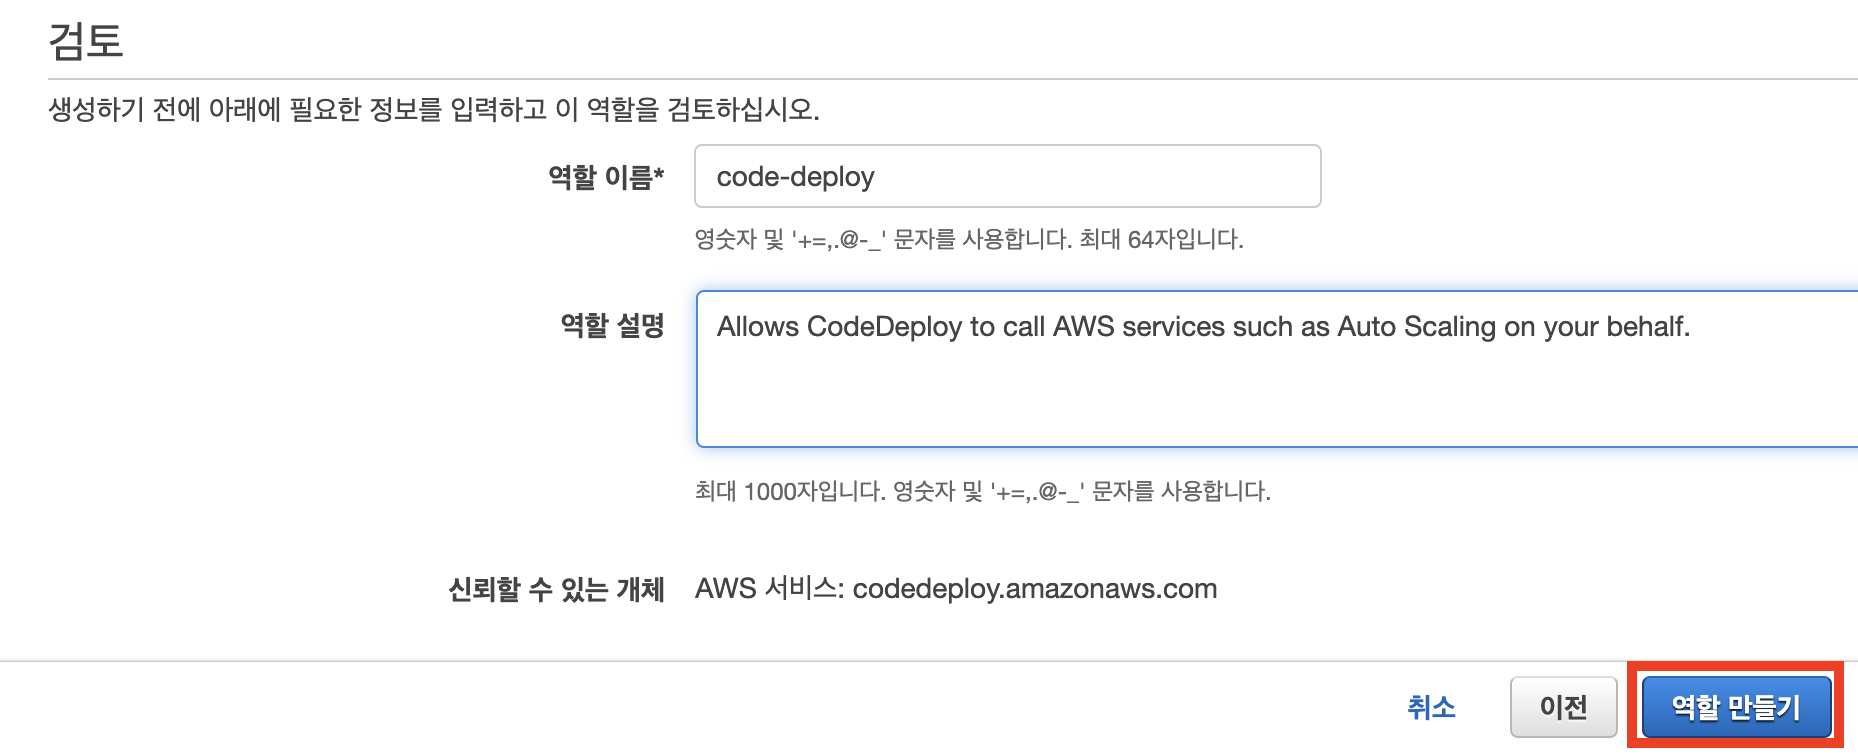 검토
생성하기 전에 아래에 필요한 정보를 입력하고 이 역할을 검토하십시오.
역할 이름* code-deploy
영숫자 및 '+=,.@-_' 문자를 사용합니다. 최대 64자입니다.
역할 설명 Allows CodeDeploy to call AWS services such as Auto Scaling on your behalf.
최대 1000자입니다. 영숫자 및 '+=,.@-_' 문자를 사용합니다.
신뢰할 수 있는 개체 AWS 서비스: codedeploy.amazonaws.com
취소 이전 역할 만들기